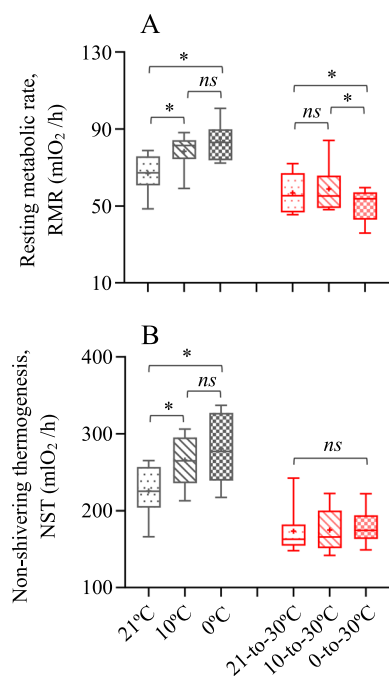 A
Resting metabolic rate,
RMR (mlO₂ /h)
130
90
50
10
*
* ns
*
ns *
B
Non-shivering thermogenesis,
NST (mlO₂ /h)
400
300
200
100
*
* ns
ns
21ºC 10ºC 0ºC 21-to-30ºC 10-to-30ºC 0-to-30ºC